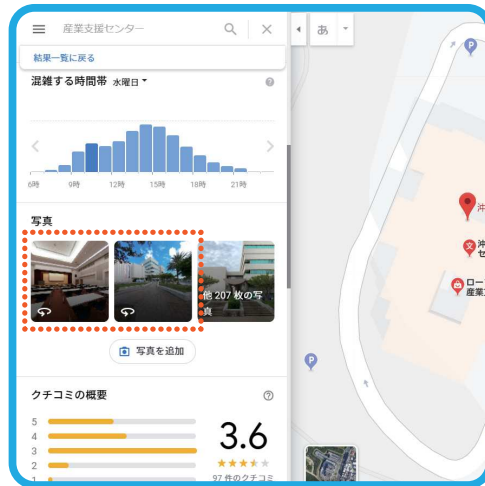 産業支援センター
あ
結果一覧に戻る
混雑する時間帯 水曜日
6時 9時 12時 15時 18時 21時
写真
他 207 枚の写
真
写真を追加
クチコミの概要
5
4
3
2
1
3.6
97 件のクチコミ
P
沖
沖
セ
ロー
産業
P